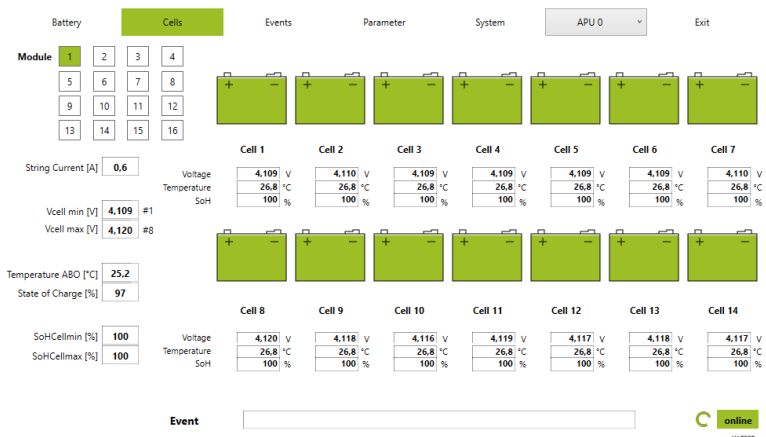 Battery Cells Events Parameter System APU 0 Exit
Module 1 2 3 4
5 6 7 8
9 10 11 12
13 14 15 16
+ − + − + − + − + − + − + −
Cell 1 Cell 2 Cell 3 Cell 4 Cell 5 Cell 6 Cell 7
String Current [A] 0,6
Voltage 4,109 V 4,110 V 4,109 V 4,109 V 4,109 V 4,109 V 4,110 V
Temperature 26,8 °C 26,8 °C 26,8 °C 26,8 °C 26,8 °C 26,8 °C 26,8 °C
SoH 100 % 100 % 100 % 100 % 100 % 100 % 100 %
Vcell min [V] 4,109 #1
Vcell max [V] 4,120 #8
+ − + − + − + − + − + − + −
Temperature ABO [°C] 25,2
State of Charge [%] 97
Cell 8 Cell 9 Cell 10 Cell 11 Cell 12 Cell 13 Cell 14
SoHCellmin [%] 100
SoHCellmax [%] 100
Voltage 4,120 V 4,118 V 4,116 V 4,119 V 4,117 V 4,118 V 4,117 V
Temperature 26,8 °C 26,8 °C 26,8 °C 26,8 °C 26,8 °C 26,8 °C 26,8 °C
SoH 100 % 100 % 100 % 100 % 100 % 100 % 100 %
Event online